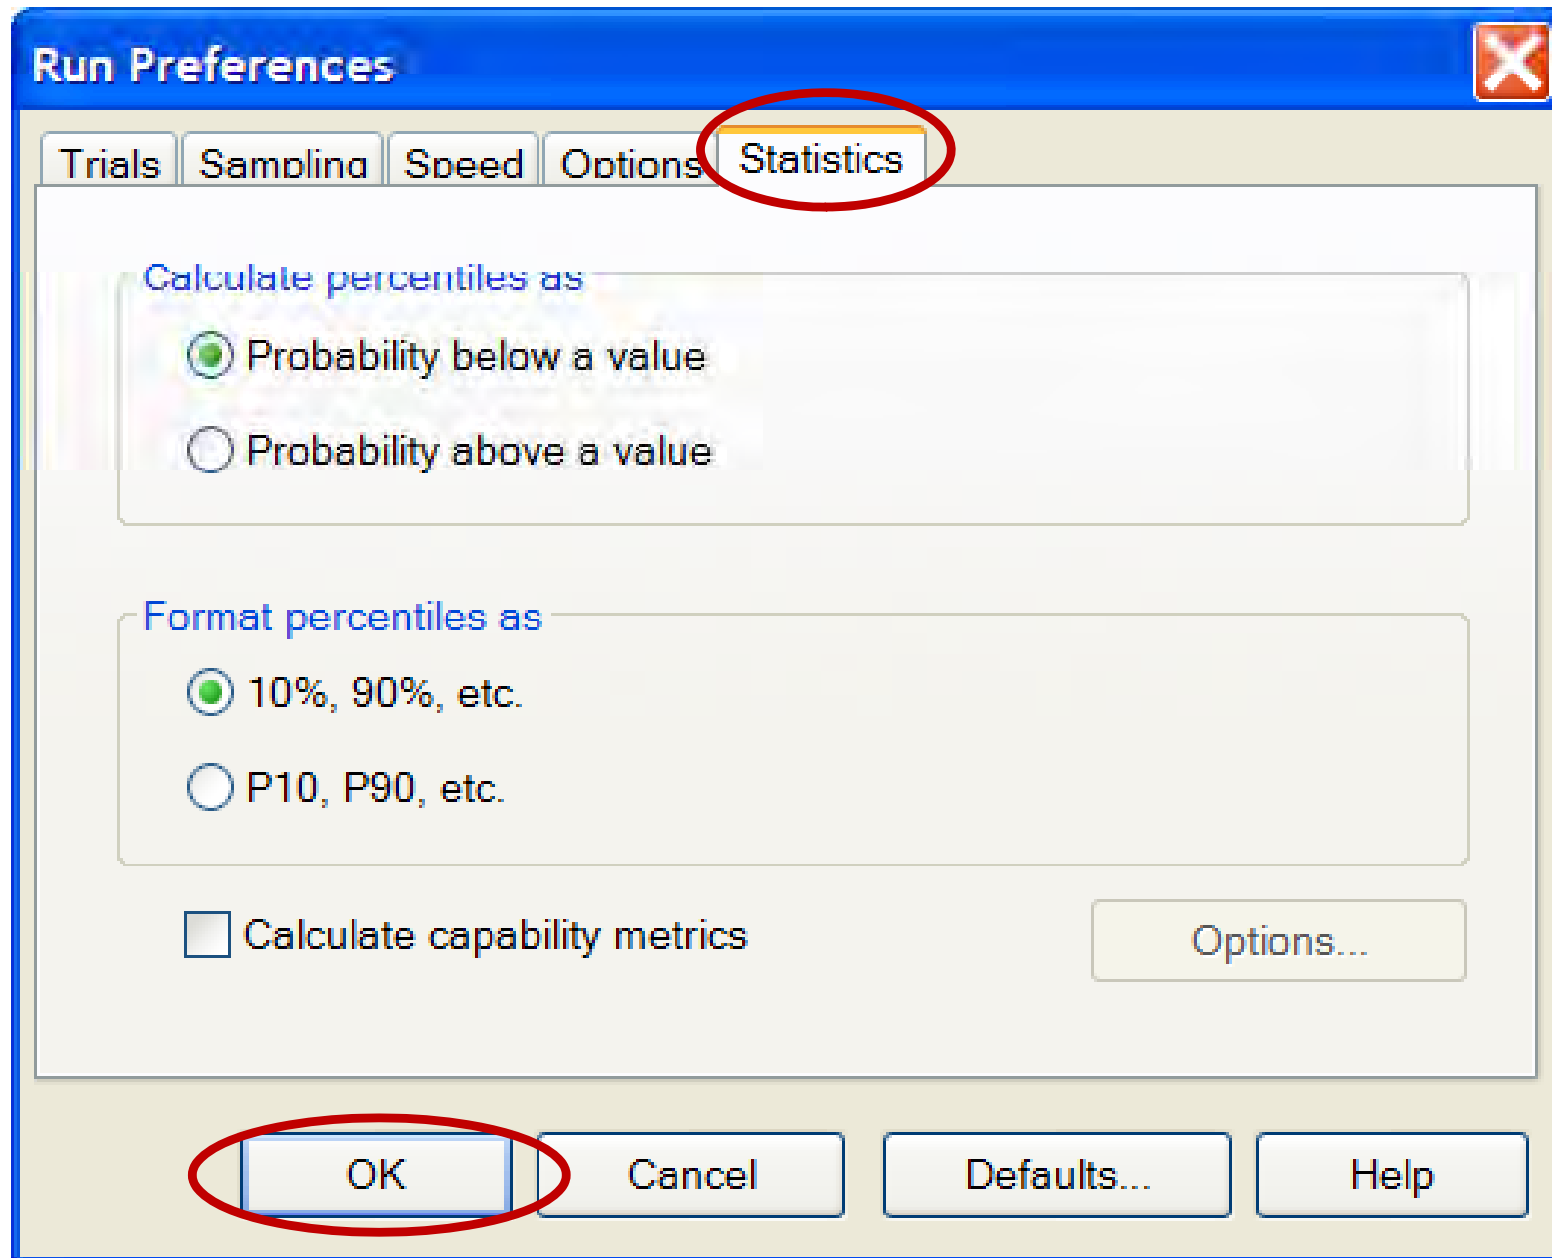 Run Preferences
Trials Sampling Speed Options Statistics
Calculate percentiles as
Probability below a value
Probability above a value
Format percentiles as
10%, 90%, etc.
P10, P90, etc.
Calculate capability metrics Options...
OK Cancel Defaults... Help